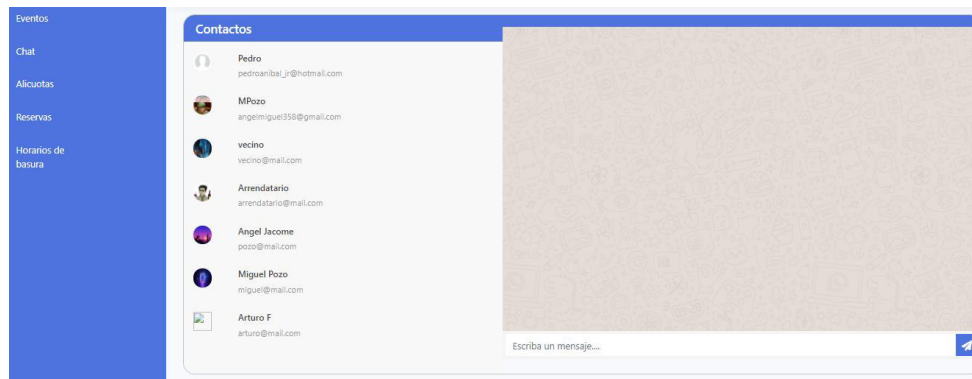 Eventos
Chat
Alicuotas
Reservas
Horarios de
basura
Contactos
Pedro
pedroanibal_jr@hotmail.com
MPozo
angelmiguel358@gmail.com
vecino
vecino@mail.com
Arrendatario
arrendatario@mail.com
Angel Jacome
pozo@mail.com
Miguel Pozo
miguel@mail.com
Arturo F
arturo@mail.com
Escriba un mensaje....